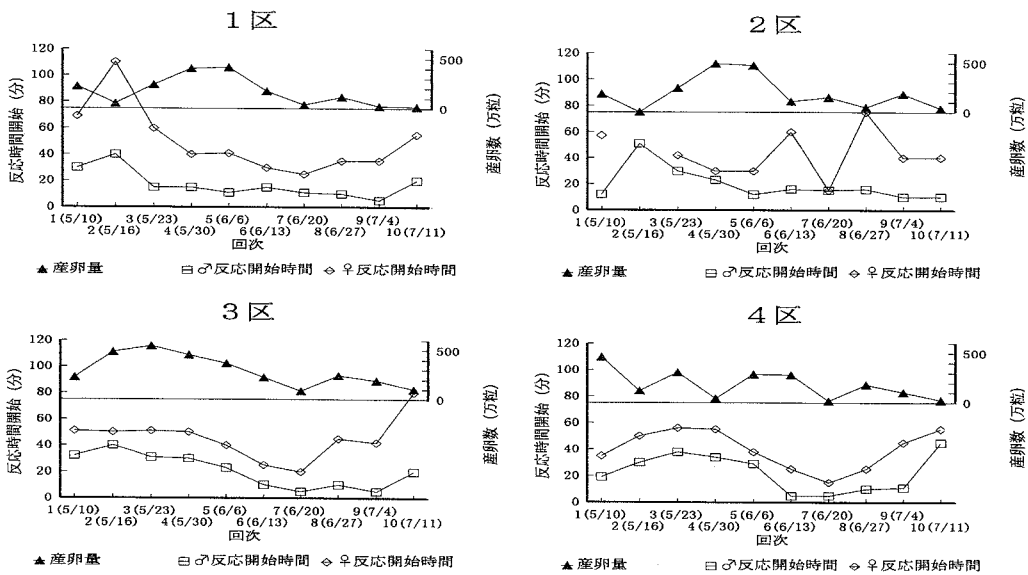 1区
120
100
80
60
40
20
0
反応時間開始 (分)
500
0
産卵数 (万粒)
1(5/10) 3(5/23) 5(6/6) 7(6/20) 9(7/4)
2(5/16) 4(5/30) 6(6/13) 8(6/27) 10(7/11)
回次
▲ 産卵量 ♂反応開始時間 ♀反応開始時間
2区
120
100
80
60
40
20
0
反応時間開始 (分)
500
0
産卵数 (万粒)
1(5/10) 3(5/23) 5(6/6) 7(6/20) 9(7/4)
2(5/16) 4(5/30) 6(6/13) 8(6/27) 10(7/11)
回次
▲ 産卵量 ♂反応開始時間 ♀反応開始時間
3区
120
100
80
60
40
20
0
反応時間開始 (分)
500
0
産卵数 (万粒)
1(5/10) 3(5/23) 5(6/6) 7(6/20) 9(7/4)
2(5/16) 4(5/30) 6(6/13) 8(6/27) 10(7/11)
回次
▲ 産卵量 ♂反応開始時間 ♀反応開始時間
4区
120
100
80
60
40
20
0
反応時間開始 (分)
500
0
産卵数 (万粒)
1(5/10) 3(5/23) 5(6/6) 7(6/20) 9(7/4)
2(5/16) 4(5/30) 6(6/13) 8(6/27) 10(7/11)
回次
▲ 産卵量 ♂反応開始時間 ♀反応開始時間